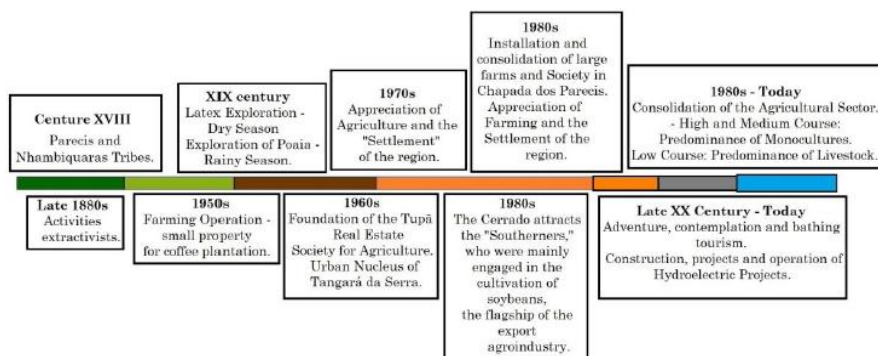 Centure XVIII
Parecis and
Nhambiquaras Tribes.
Late 1880s
Activities
extractivists.
XIX century
Latex Exploration -
Dry Season
Exploration of Poaia -
Rainy Season.
1950s
Farming Operation -
small property
for coffee plantation.
1970s
Appreciation of
Agriculture and the
"Settlement"
of the region.
1960s
Foundation of the Tupã
Real Estate
Society for Agriculture.
Urban Nucleus of
Tangará da Serra.
1980s
Installation and
consolidation of large
farms and Society in
Chapada dos Parecis.
Appreciation of
Farming and the
Settlement of the
region.
1980s
The Cerrado attracts
the "Southerners,"
who were mainly
engaged in the
cultivation of
soybeans,
the flagship of the
export
agroindustry.
1980s - Today
Consolidation of the Agricultural Sector.
- High and Medium Course:
Predominance of Monocultures.
Low Course: Predominance of Livestock.
Late XX Century - Today
Adventure, contemplation and bathing
tourism.
Construction, projects and operation of
Hydroelectric Projects.